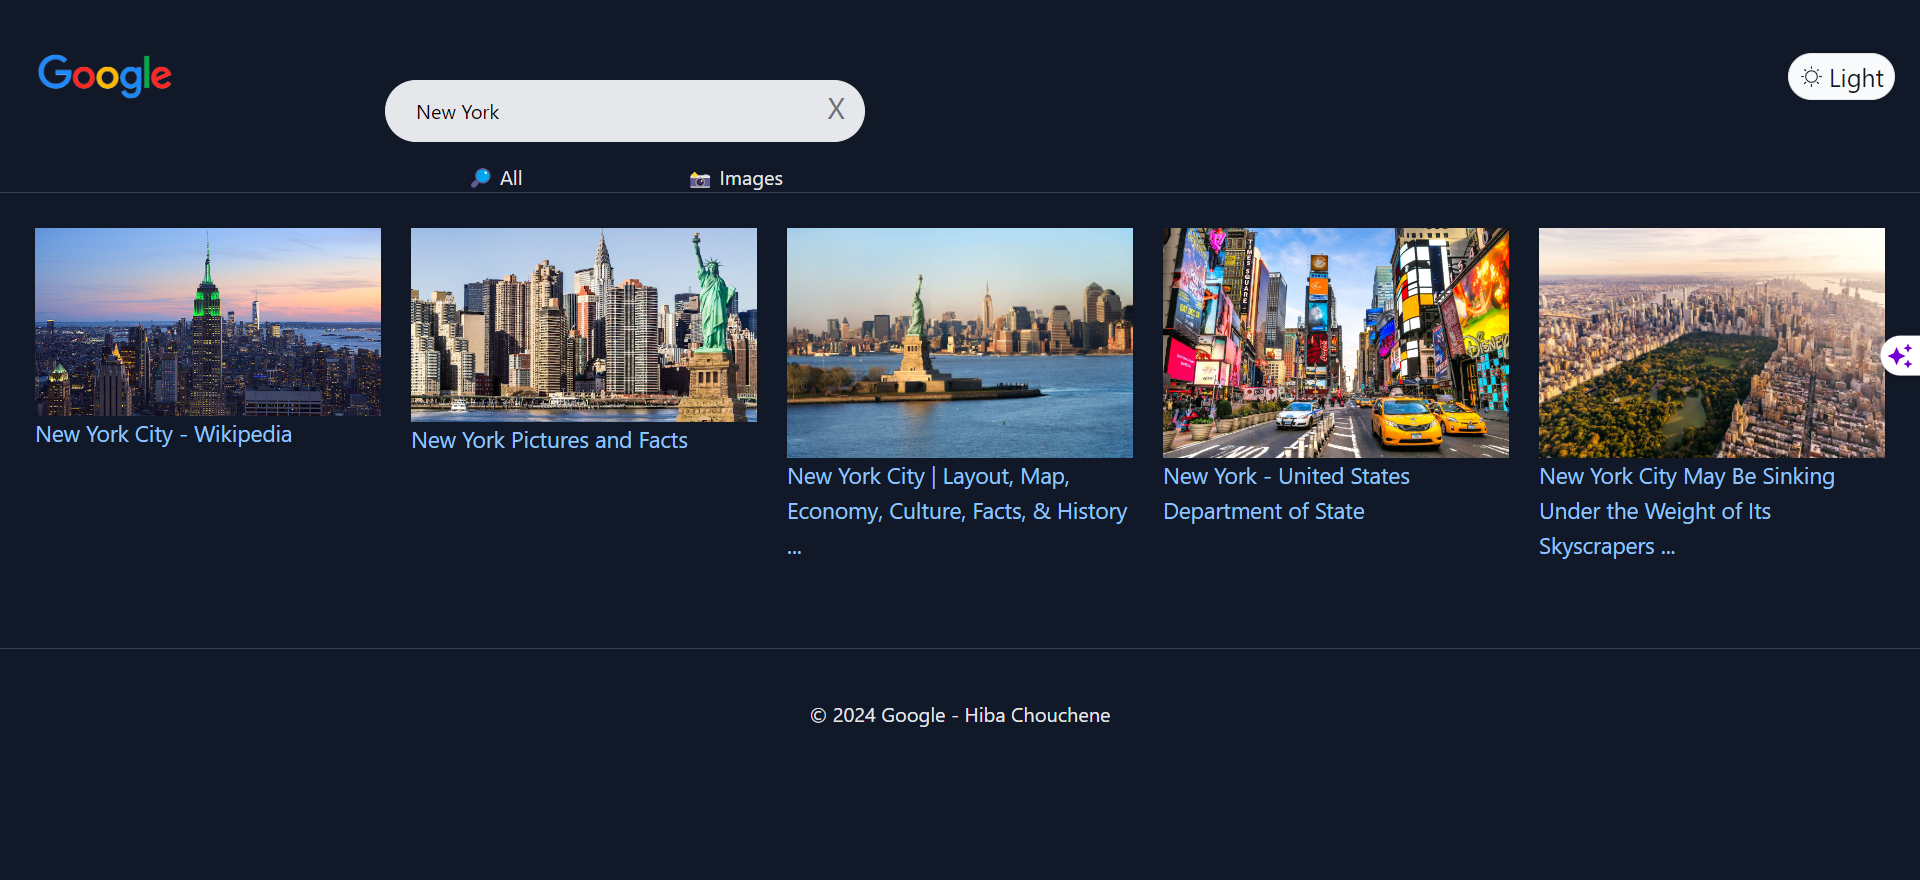 Google
New York
X
Light
All
Images
New York City - Wikipedia
New York Pictures and Facts
New York City | Layout, Map,
Economy, Culture, Facts, & History
...
New York - United States
Department of State
New York City May Be Sinking
Under the Weight of Its
Skyscrapers ...
TIMES SQUARE
© 2024 Google - Hiba Chouchene